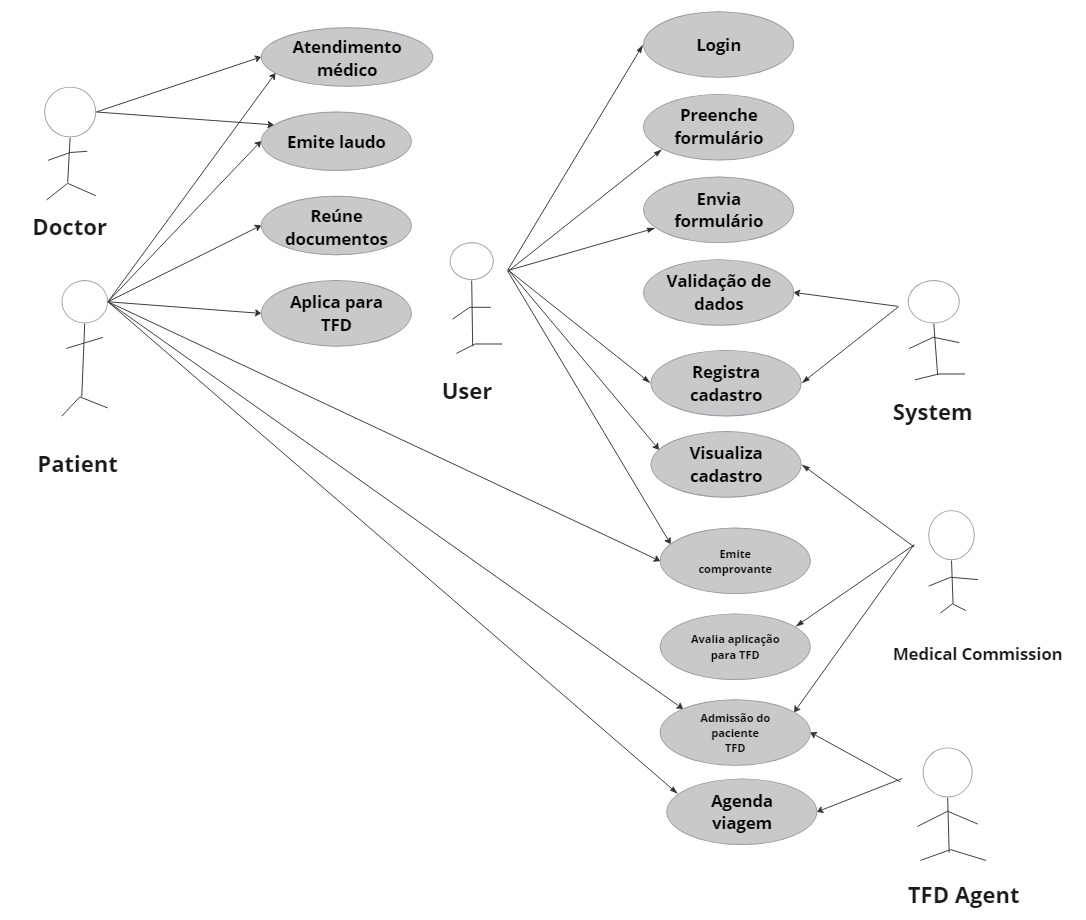 Atendimento
médico
Emite laudo
Doctor
Reúne
documentos
Aplica para
TFD
Patient
Login
Preenche
formulário
Envia
formulário
User
Validação de
dados
Registra
cadastro
System
Visualiza
cadastro
Emite
comprovante
Avalia aplicação
para TFD
Medical Commission
Admissão do
paciente
TFD
Agenda
viagem
TFD Agent